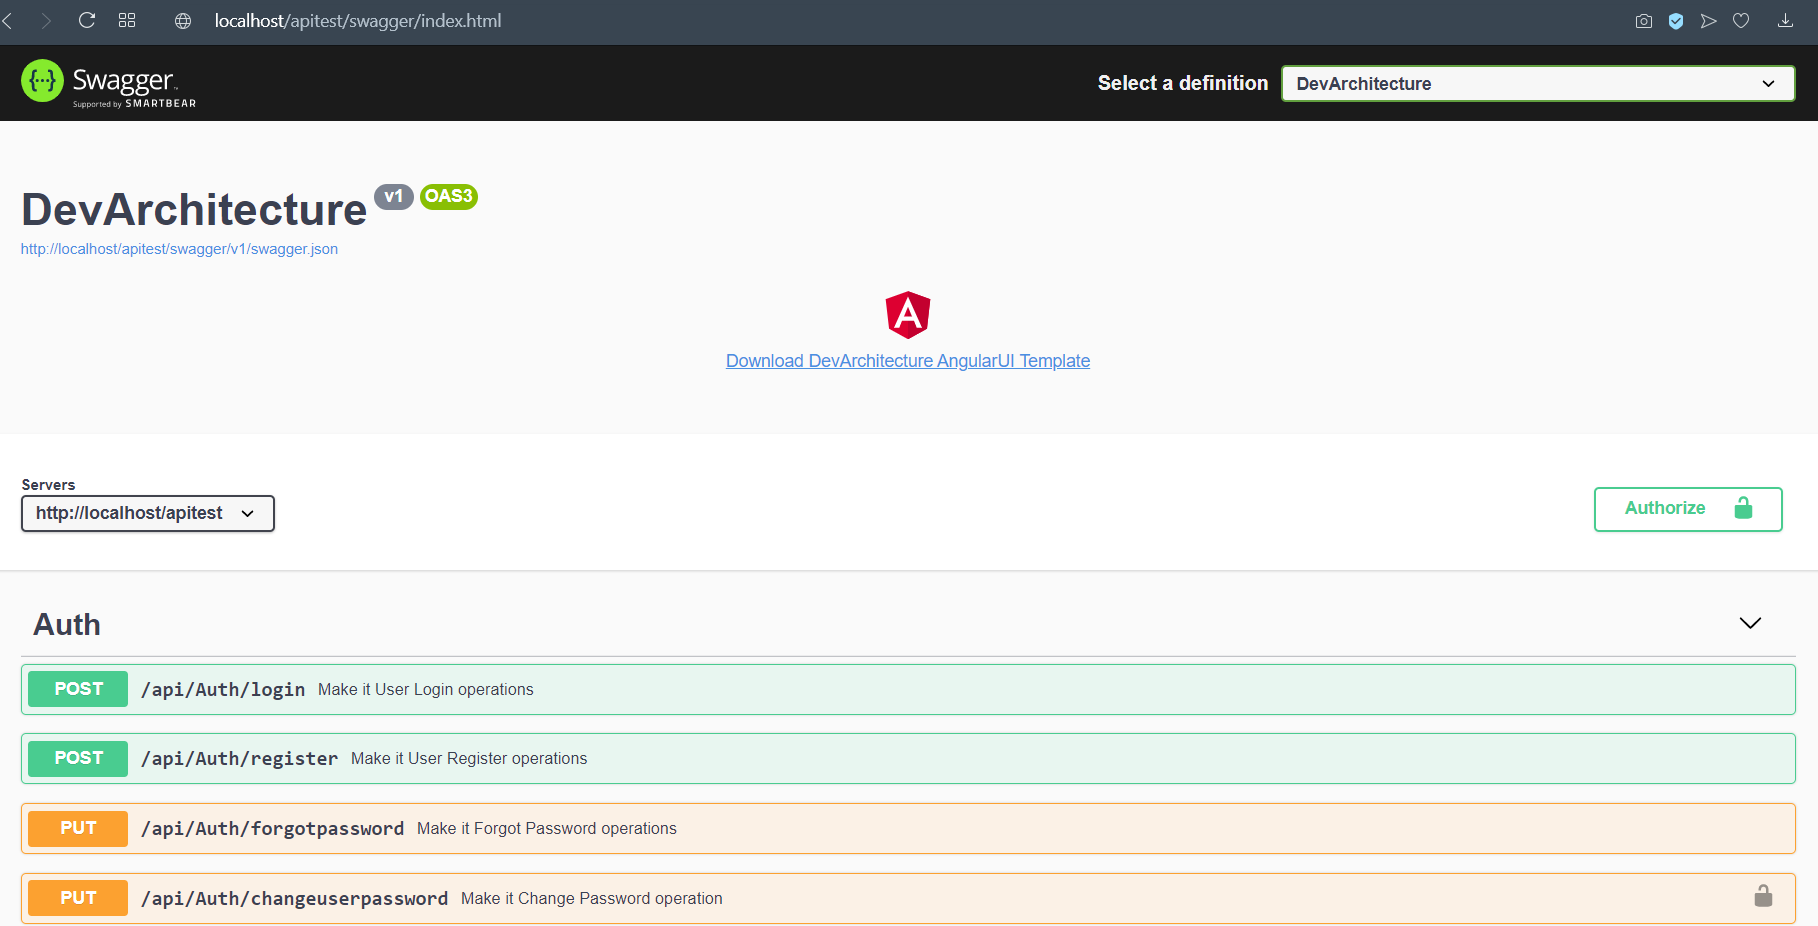 localhost/apitest/swagger/index.html
{···} Swagger
Supported by SMARTBEAR
Select a definition
DevArchitecture
DevArchitecture v1 OAS3
http://localhost/apitest/swagger/v1/swagger.json
A
Download DevArchitecture AngularUI Template
Servers
http://localhost/apitest
Authorize
Auth
POST /api/Auth/login Make it User Login operations
POST /api/Auth/register Make it User Register operations
PUT /api/Auth/forgotpassword Make it Forgot Password operations
PUT /api/Auth/changeuserpassword Make it Change Password operation